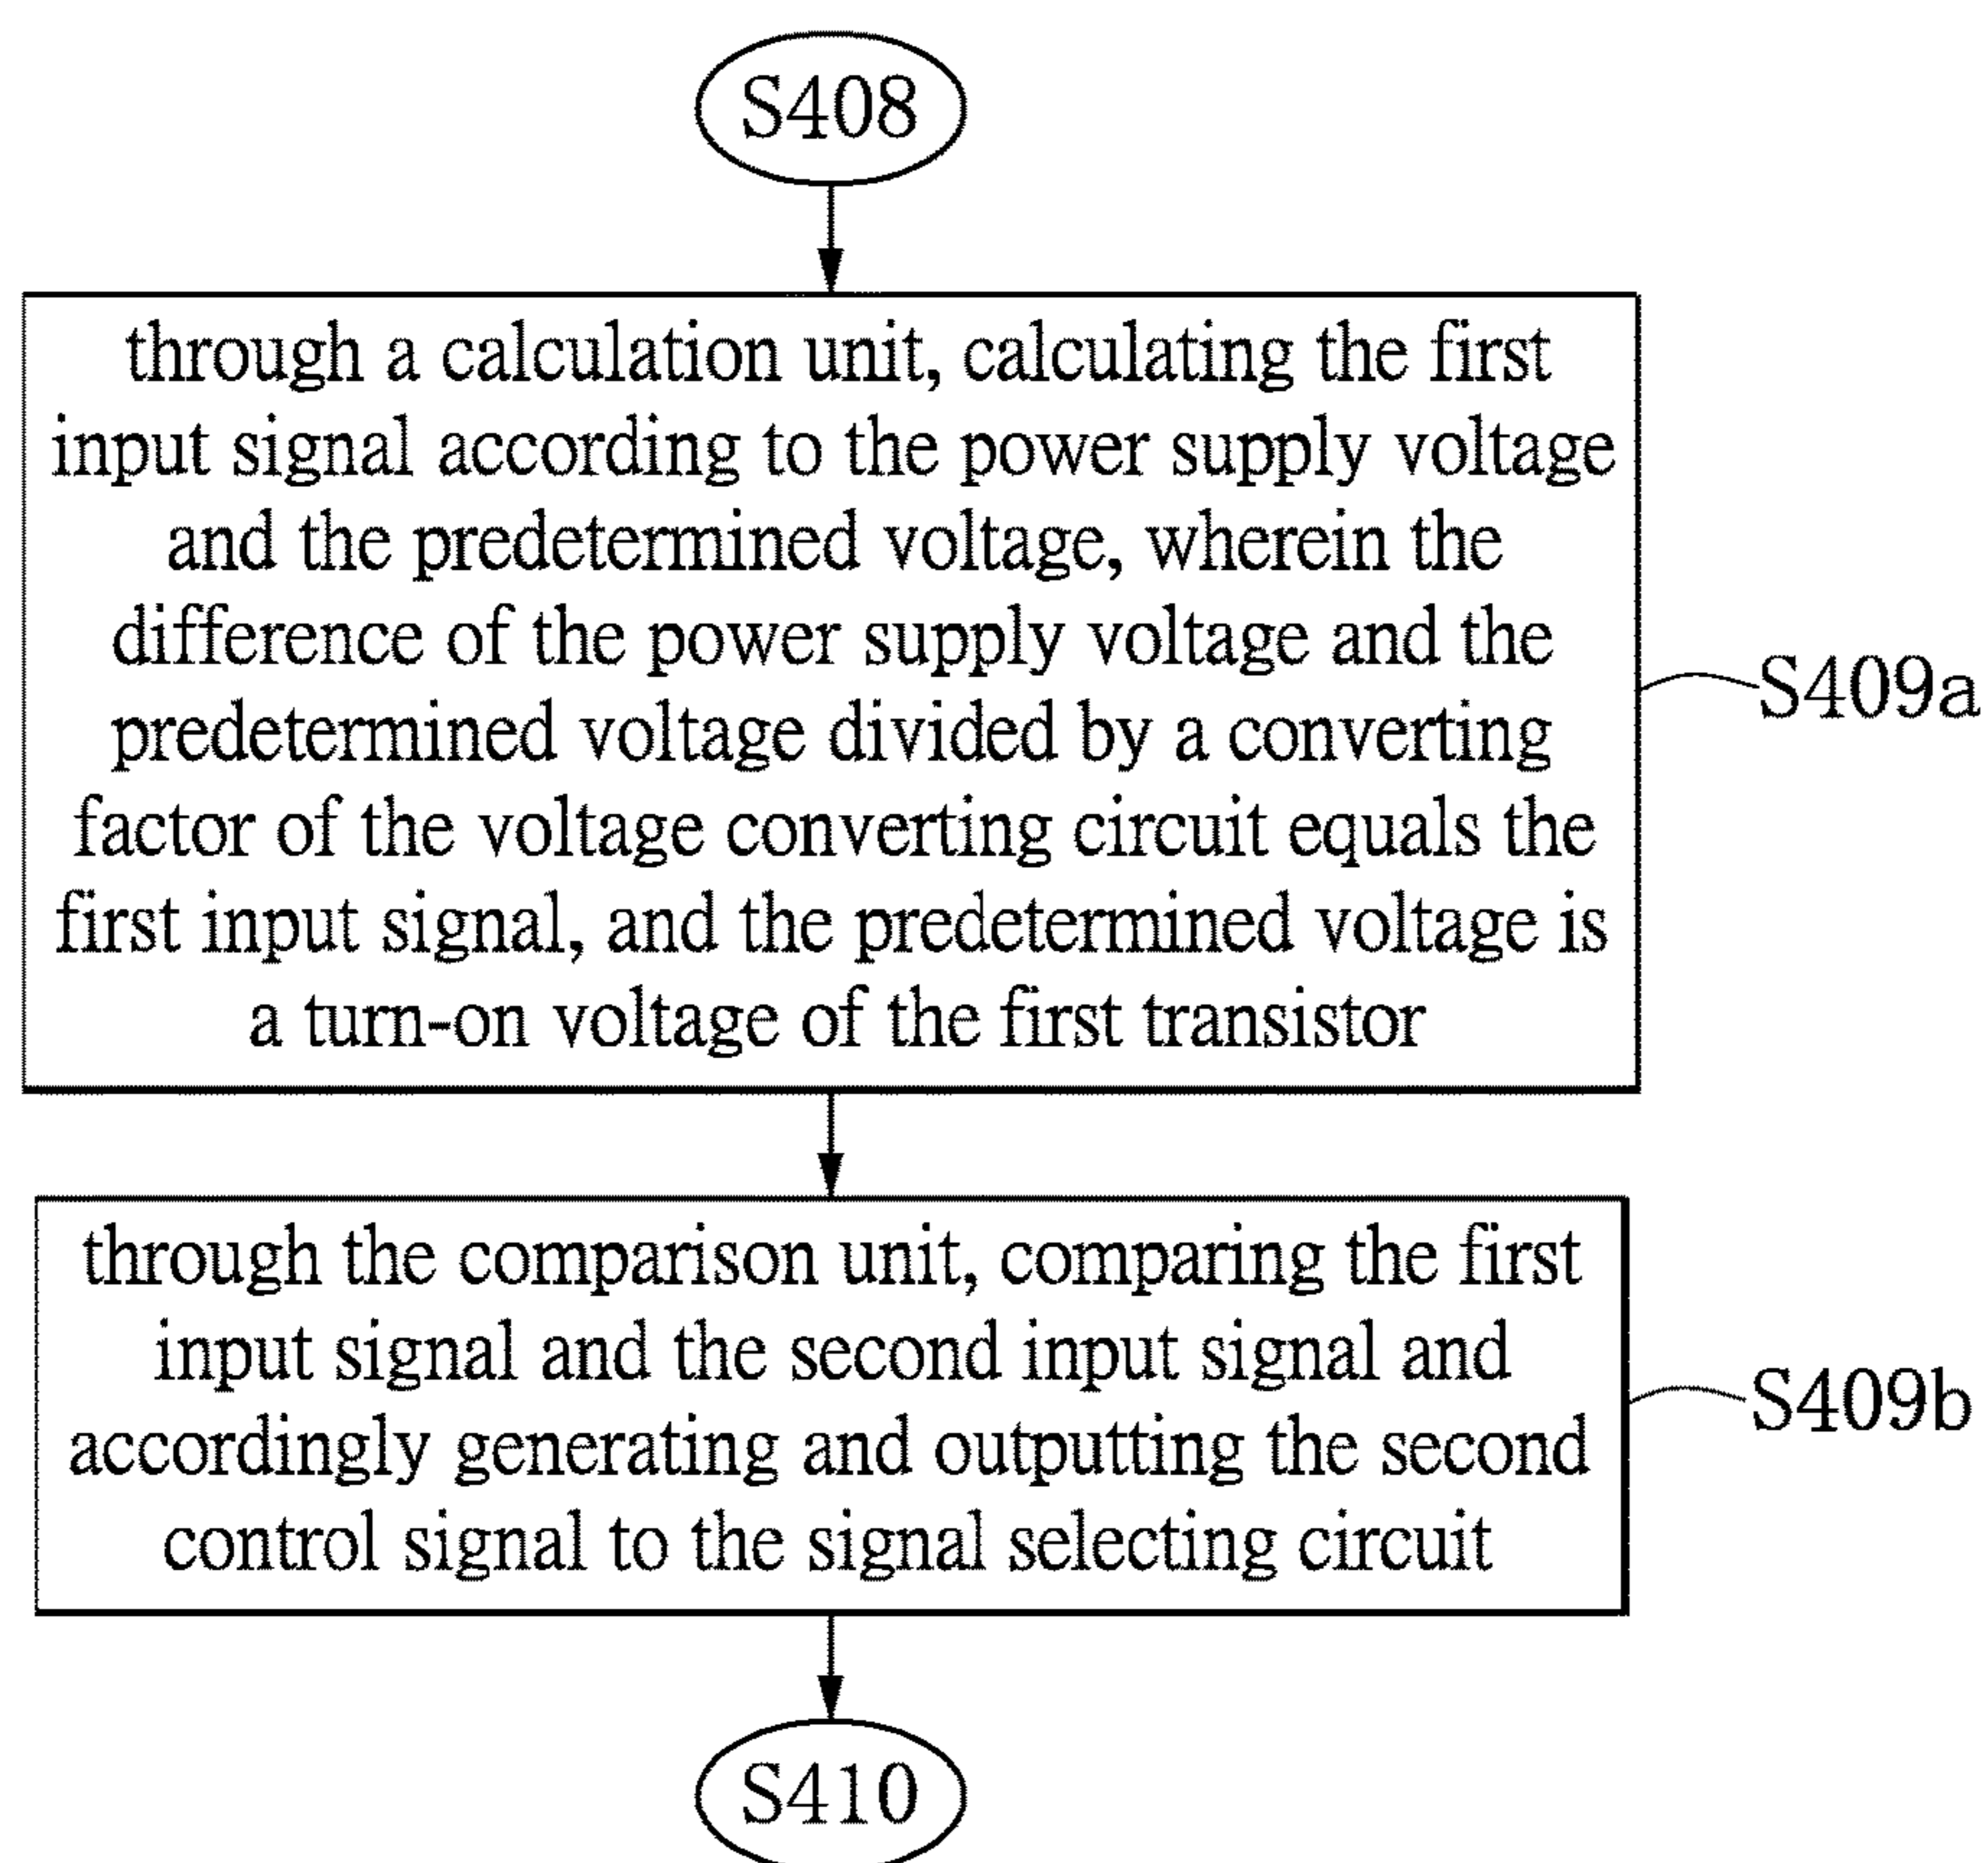 S408
through a calculation unit, calculating the first
input signal according to the power supply voltage
and the predetermined voltage, wherein the
difference of the power supply voltage and the
predetermined voltage divided by a converting
factor of the voltage converting circuit equals the
first input signal, and the predetermined voltage is
a turn-on voltage of the first transistor
S409a
through the comparison unit, comparing the first
input signal and the second input signal and
accordingly generating and outputting the second
control signal to the signal selecting circuit
S409b
S410